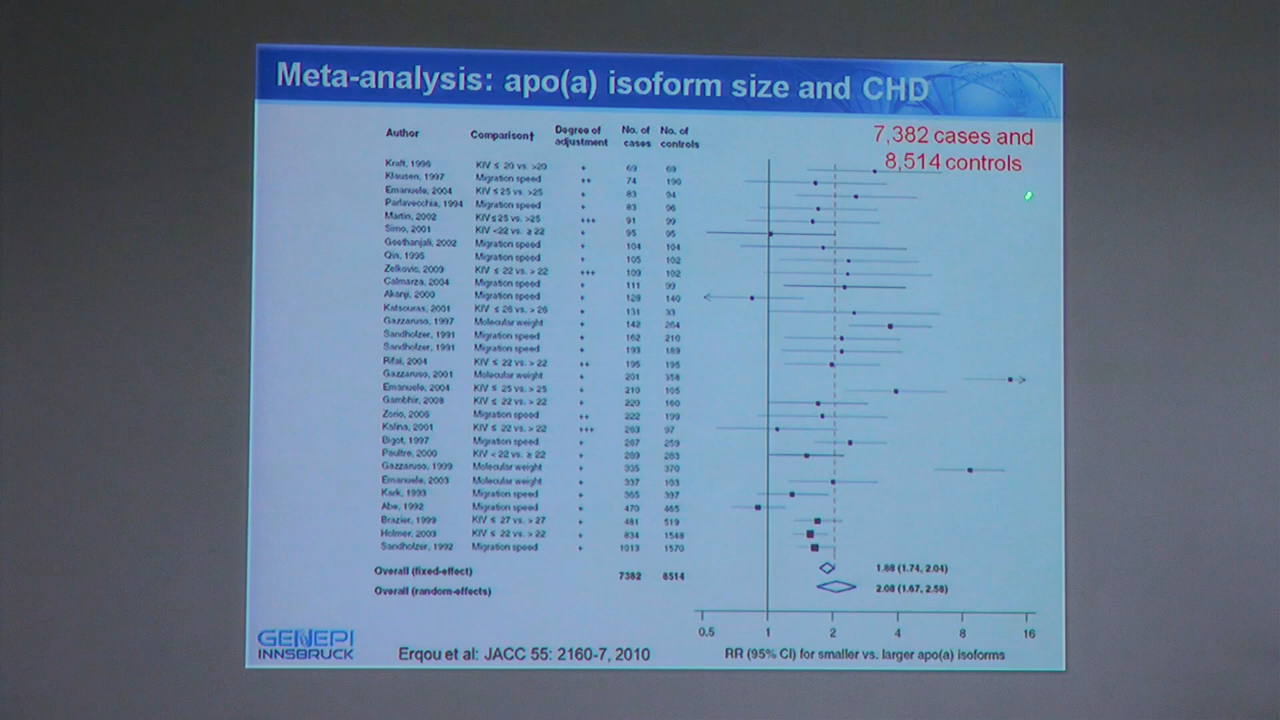 Meta-analysis: apo(a) isoform size and CHD
7,382 cases and
8,514 controls
Author Comparison† Degree of adjustment No. of cases No. of controls
Kraft, 1996 KIV ≤ 20 vs. >20 + 69 69
Klausen, 1997 Migration speed ++ 74 190
Emanuele, 2004 KIV ≤ 25 vs. >25 + 83 94
Parlavecchia, 1994 Migration speed + 83 96
Martin, 2002 KIV ≤ 25 vs. >25 +++ 91 99
Simo, 2001 KIV <22 vs. ≥ 22 + 95 95
Geethanjali, 2002 Migration speed + 104 104
Qin, 1995 Migration speed + 105 102
Zelkovic, 2009 KIV ≤ 22 vs. > 22 +++ 109 102
Calmarza, 2004 Migration speed + 111 99
Akanji, 2000 Migration speed + 128 140
Katsouras, 2001 KIV ≤ 26 vs. > 26 + 131 33
Gazzaruso, 1997 Molecular weight + 142 264
Sandholzer, 1991 Migration speed + 162 210
Sandholzer, 1991 Migration speed + 193 189
Rifai, 2004 KIV ≤ 22 vs. > 22 ++ 195 195
Gazzaruso, 2001 Molecular weight + 201 358
Emanuele, 2004 KIV ≤ 25 vs. > 25 + 210 105
Gambhir, 2008 KIV ≤ 22 vs. > 22 + 220 160
Zorio, 2006 Migration speed ++ 222 199
Kalina, 2001 KIV ≤ 22 vs. > 22 +++ 263 97
Bigot, 1997 Migration speed + 267 259
Paultre, 2000 KIV < 22 vs. ≥ 22 + 269 283
Gazzaruso, 1999 Molecular weight + 335 370
Emanuele, 2003 Molecular weight + 337 103
Kark, 1993 Migration speed + 365 337
Abe, 1992 Migration speed + 470 465
Brazier, 1999 KIV ≤ 27 vs. > 27 + 481 519
Holmer, 2003 KIV ≤ 22 vs. > 22 + 834 1548
Sandholzer, 1992 Migration speed + 1013 1570
Overall (fixed-effect) 7382 8514 1.88 (1.74, 2.04)
Overall (random-effects) 2.08 (1.67, 2.58)
0.5 1 2 4 8 16
RR (95% CI) for smaller vs. larger apo(a) isoforms
GENEPI
INNSBRUCK
Erqou et al: JACC 55: 2160-7, 2010